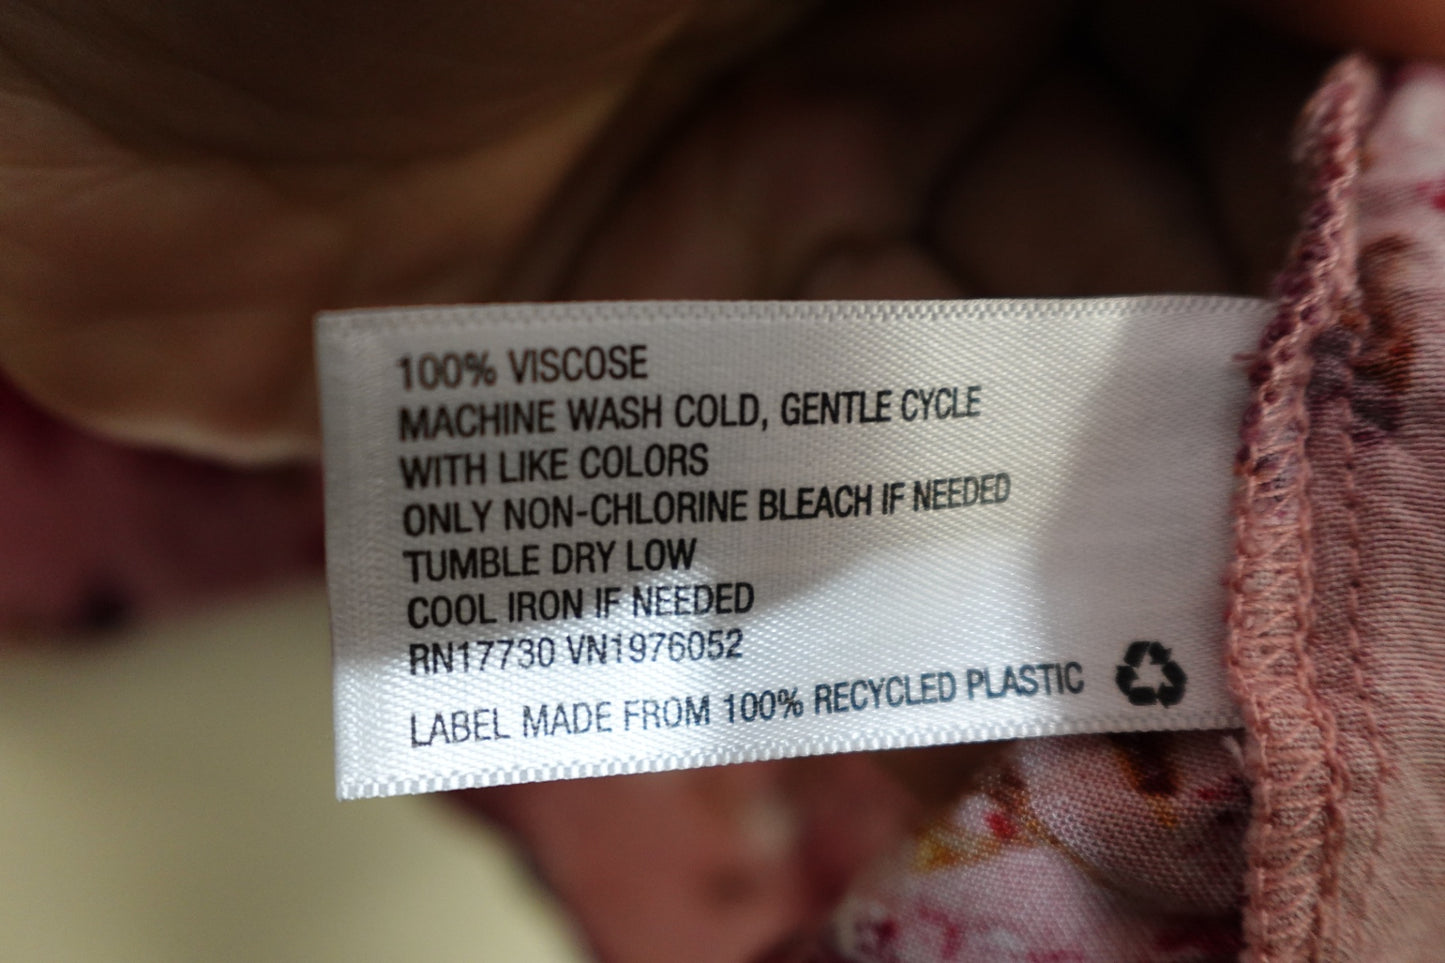 100% VISCOSE
MACHINE WASH COLD, GENTLE CYCLE
WITH LIKE COLORS
ONLY NON-CHLORINE BLEACH IF NEEDED
TUMBLE DRY LOW
COOL IRON IF NEEDED
RN17730 VN1976052
LABEL MADE FROM 100% RECYCLED PLASTIC